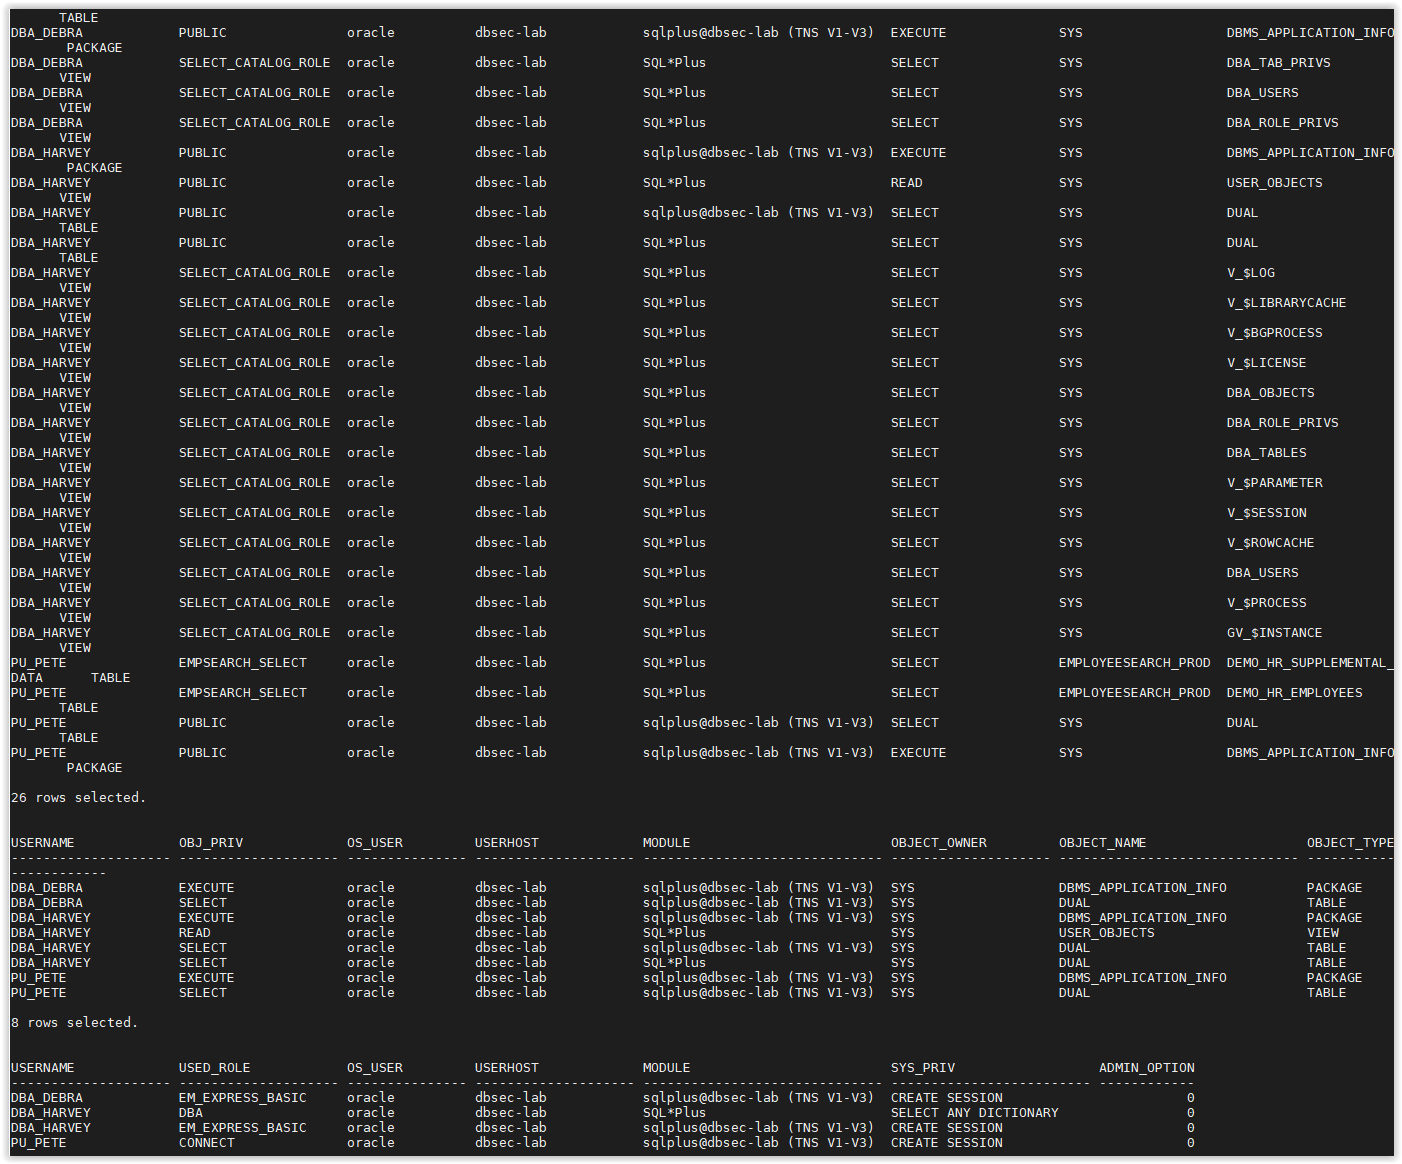 TABLE
DBA_DEBRA            PUBLIC               oracle          dbsec-lab            sqlplus@dbsec-lab (TNS V1-V3)  EXECUTE              SYS                  DBMS_APPLICATION_INFO
       PACKAGE
DBA_DEBRA            SELECT_CATALOG_ROLE  oracle          dbsec-lab            SQL*Plus                       SELECT               SYS                  DBA_TAB_PRIVS
      VIEW
DBA_DEBRA            SELECT_CATALOG_ROLE  oracle          dbsec-lab            SQL*Plus                       SELECT               SYS                  DBA_USERS
      VIEW
DBA_DEBRA            SELECT_CATALOG_ROLE  oracle          dbsec-lab            SQL*Plus                       SELECT               SYS                  DBA_ROLE_PRIVS
      VIEW
DBA_HARVEY           PUBLIC               oracle          dbsec-lab            sqlplus@dbsec-lab (TNS V1-V3)  EXECUTE              SYS                  DBMS_APPLICATION_INFO
       PACKAGE
DBA_HARVEY           PUBLIC               oracle          dbsec-lab            SQL*Plus                       READ                 SYS                  USER_OBJECTS
      VIEW
DBA_HARVEY           PUBLIC               oracle          dbsec-lab            sqlplus@dbsec-lab (TNS V1-V3)  SELECT               SYS                  DUAL
      TABLE
DBA_HARVEY           PUBLIC               oracle          dbsec-lab            SQL*Plus                       SELECT               SYS                  DUAL
      TABLE
DBA_HARVEY           SELECT_CATALOG_ROLE  oracle          dbsec-lab            SQL*Plus                       SELECT               SYS                  V_$LOG
      VIEW
DBA_HARVEY           SELECT_CATALOG_ROLE  oracle          dbsec-lab            SQL*Plus                       SELECT               SYS                  V_$LIBRARYCACHE
      VIEW
DBA_HARVEY           SELECT_CATALOG_ROLE  oracle          dbsec-lab            SQL*Plus                       SELECT               SYS                  V_$BGPROCESS
      VIEW
DBA_HARVEY           SELECT_CATALOG_ROLE  oracle          dbsec-lab            SQL*Plus                       SELECT               SYS                  V_$LICENSE
      VIEW
DBA_HARVEY           SELECT_CATALOG_ROLE  oracle          dbsec-lab            SQL*Plus                       SELECT               SYS                  DBA_OBJECTS
      VIEW
DBA_HARVEY           SELECT_CATALOG_ROLE  oracle          dbsec-lab            SQL*Plus                       SELECT               SYS                  DBA_ROLE_PRIVS
      VIEW
DBA_HARVEY           SELECT_CATALOG_ROLE  oracle          dbsec-lab            SQL*Plus                       SELECT               SYS                  DBA_TABLES
      VIEW
DBA_HARVEY           SELECT_CATALOG_ROLE  oracle          dbsec-lab            SQL*Plus                       SELECT               SYS                  V_$PARAMETER
      VIEW
DBA_HARVEY           SELECT_CATALOG_ROLE  oracle          dbsec-lab            SQL*Plus                       SELECT               SYS                  V_$SESSION
      VIEW
DBA_HARVEY           SELECT_CATALOG_ROLE  oracle          dbsec-lab            SQL*Plus                       SELECT               SYS                  V_$ROWCACHE
      VIEW
DBA_HARVEY           SELECT_CATALOG_ROLE  oracle          dbsec-lab            SQL*Plus                       SELECT               SYS                  DBA_USERS
      VIEW
DBA_HARVEY           SELECT_CATALOG_ROLE  oracle          dbsec-lab            SQL*Plus                       SELECT               SYS                  V_$PROCESS
      VIEW
DBA_HARVEY           SELECT_CATALOG_ROLE  oracle          dbsec-lab            SQL*Plus                       SELECT               SYS                  GV_$INSTANCE
      VIEW
PU_PETE              EMPSEARCH_SELECT     oracle          dbsec-lab            SQL*Plus                       SELECT               EMPLOYEESEARCH_PROD  DEMO_HR_SUPPLEMENTAL_
DATA      TABLE
PU_PETE              EMPSEARCH_SELECT     oracle          dbsec-lab            SQL*Plus                       SELECT               EMPLOYEESEARCH_PROD  DEMO_HR_EMPLOYEES
      TABLE
PU_PETE              PUBLIC               oracle          dbsec-lab            sqlplus@dbsec-lab (TNS V1-V3)  SELECT               SYS                  DUAL
      TABLE
PU_PETE              PUBLIC               oracle          dbsec-lab            sqlplus@dbsec-lab (TNS V1-V3)  EXECUTE              SYS                  DBMS_APPLICATION_INFO
       PACKAGE

26 rows selected.

USERNAME             OBJ_PRIV             OS_USER         USERHOST             MODULE                         OBJECT_OWNER         OBJECT_NAME                    OBJECT_TYPE
-------------------- -------------------- --------------- -------------------- ------------------------------ -------------------- ------------------------------ -----------
------------
DBA_DEBRA            EXECUTE              oracle          dbsec-lab            sqlplus@dbsec-lab (TNS V1-V3)  SYS                  DBMS_APPLICATION_INFO          PACKAGE
DBA_DEBRA            SELECT               oracle          dbsec-lab            sqlplus@dbsec-lab (TNS V1-V3)  SYS                  DUAL                           TABLE
DBA_HARVEY           EXECUTE              oracle          dbsec-lab            sqlplus@dbsec-lab (TNS V1-V3)  SYS                  DBMS_APPLICATION_INFO          PACKAGE
DBA_HARVEY           READ                 oracle          dbsec-lab            SQL*Plus                       SYS                  USER_OBJECTS                   VIEW
DBA_HARVEY           SELECT               oracle          dbsec-lab            sqlplus@dbsec-lab (TNS V1-V3)  SYS                  DUAL                           TABLE
DBA_HARVEY           SELECT               oracle          dbsec-lab            SQL*Plus                       SYS                  DUAL                           TABLE
PU_PETE              EXECUTE              oracle          dbsec-lab            sqlplus@dbsec-lab (TNS V1-V3)  SYS                  DBMS_APPLICATION_INFO          PACKAGE
PU_PETE              SELECT               oracle          dbsec-lab            sqlplus@dbsec-lab (TNS V1-V3)  SYS                  DUAL                           TABLE

8 rows selected.

USERNAME             USED_ROLE            OS_USER         USERHOST             MODULE                         SYS_PRIV                  ADMIN_OPTION
-------------------- -------------------- --------------- -------------------- ------------------------------ ------------------------- ------------
DBA_DEBRA            EM_EXPRESS_BASIC     oracle          dbsec-lab            sqlplus@dbsec-lab (TNS V1-V3)  CREATE SESSION                       0
DBA_HARVEY           DBA                  oracle          dbsec-lab            SQL*Plus                       SELECT ANY DICTIONARY                0
DBA_HARVEY           EM_EXPRESS_BASIC     oracle          dbsec-lab            sqlplus@dbsec-lab (TNS V1-V3)  CREATE SESSION                       0
PU_PETE              CONNECT              oracle          dbsec-lab            sqlplus@dbsec-lab (TNS V1-V3)  CREATE SESSION                       0